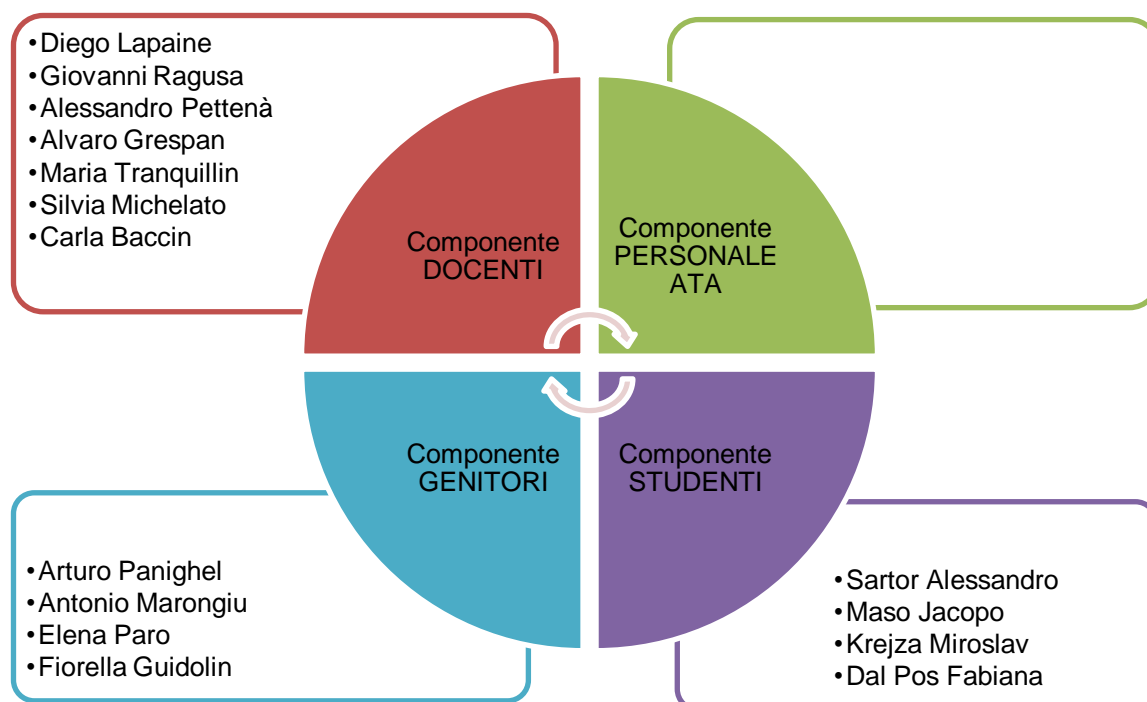 •Diego Lapaine
•Giovanni Ragusa
•Alessandro Pettenà
•Alvaro Grespan
•Maria Tranquillin
•Silvia Michelato
•Carla Baccin
Componente
DOCENTI
Componente
PERSONALE
ATA
Componente
GENITORI
Componente
STUDENTI
•Arturo Panighel
•Antonio Marongiu
•Elena Paro
•Fiorella Guidolin
•Sartor Alessandro
•Maso Jacopo
•Krejza Miroslav
•Dal Pos Fabiana